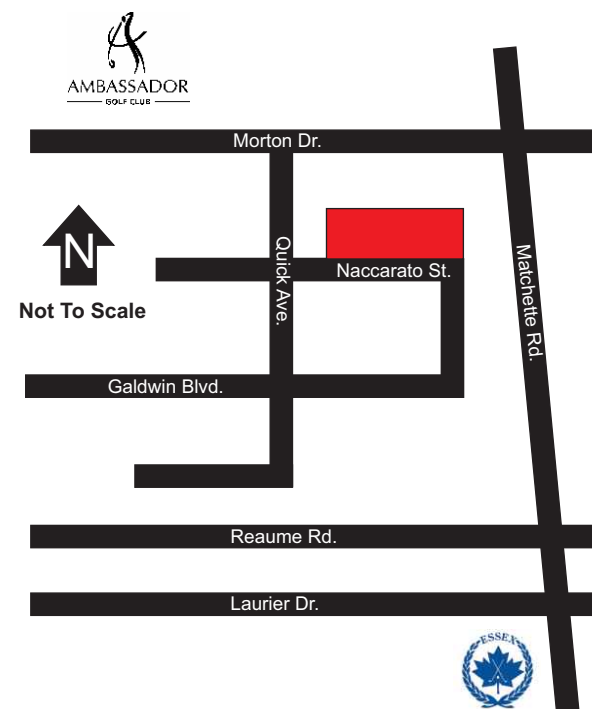 AMBASSADOR
GOLF CLUB
Morton Dr.
N
Not To Scale
Quick Ave.
Naccarato St.
Matchette Rd.
Galdwin Blvd.
Reaume Rd.
Laurier Dr.
ESSEX